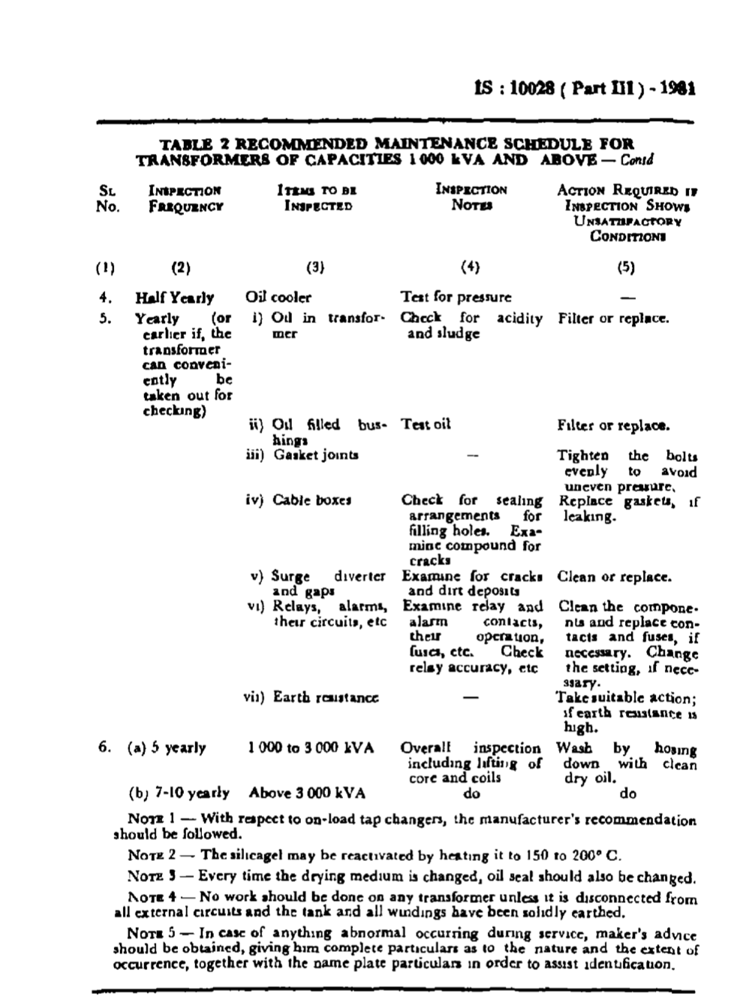 IS : 10028 ( Part III ) - 1981
TABLE 2 RECOMMENDED MAINTENANCE SCHEDULE FOR
TRANSFORMERS OF CAPACITIES 1 000 kVA AND ABOVE — Contd
SL No. INSPECTION FREQUENCY ITEMS TO BE INSPECTED INSPECTION NOTES ACTION REQUIRED IF INSPECTION SHOWS UNSATISFACTORY CONDITIONS
(1) (2) (3) (4) (5)
4. Half Yearly Oil cooler Test for pressure —
5. Yearly (or i) Oil in transfor- Check for acidity Filter or replace.
earlier if, the mer and sludge
transformer
can conveni-
ently be
taken out for
checking)
ii) Oil filled bus- Test oil Filter or replace.
hings
iii) Gasket joints — Tighten the bolts
evenly to avoid
uneven pressure.
iv) Cable boxes Check for sealing Replace gaskets, if
arrangements for leaking.
filling holes. Exa-
mine compound for
cracks
v) Surge diverter Examine for cracks Clean or replace.
and gaps and dirt deposits
vi) Relays, alarms, Examine relay and Clean the compone-
their circuits, etc alarm contacts, nts and replace con-
their operation, tacts and fuses, if
fuses, etc. Check necessary. Change
relay accuracy, etc the setting, if nece-
ssary.
vii) Earth resistance — Take suitable action;
if earth resistance is
high.
6. (a) 5 yearly 1 000 to 3 000 kVA Overall inspection Wash by hosing
including lifting of down with clean
core and coils dry oil.
(b) 7-10 yearly Above 3 000 kVA do do
NOTE 1 — With respect to on-load tap changers, the manufacturer's recommendation
should be followed.
NOTE 2 — The silicagel may be reactivated by heating it to 150 to 200° C.
NOTE 3 — Every time the drying medium is changed, oil seal should also be changed.
NOTE 4 — No work should be done on any transformer unless it is disconnected from
all external circuits and the tank and all windings have been solidly earthed.
NOTE 5 — In case of anything abnormal occurring during service, maker's advice
should be obtained, giving him complete particulars as to the nature and the extent of
occurrence, together with the name plate particulars in order to assist identification.